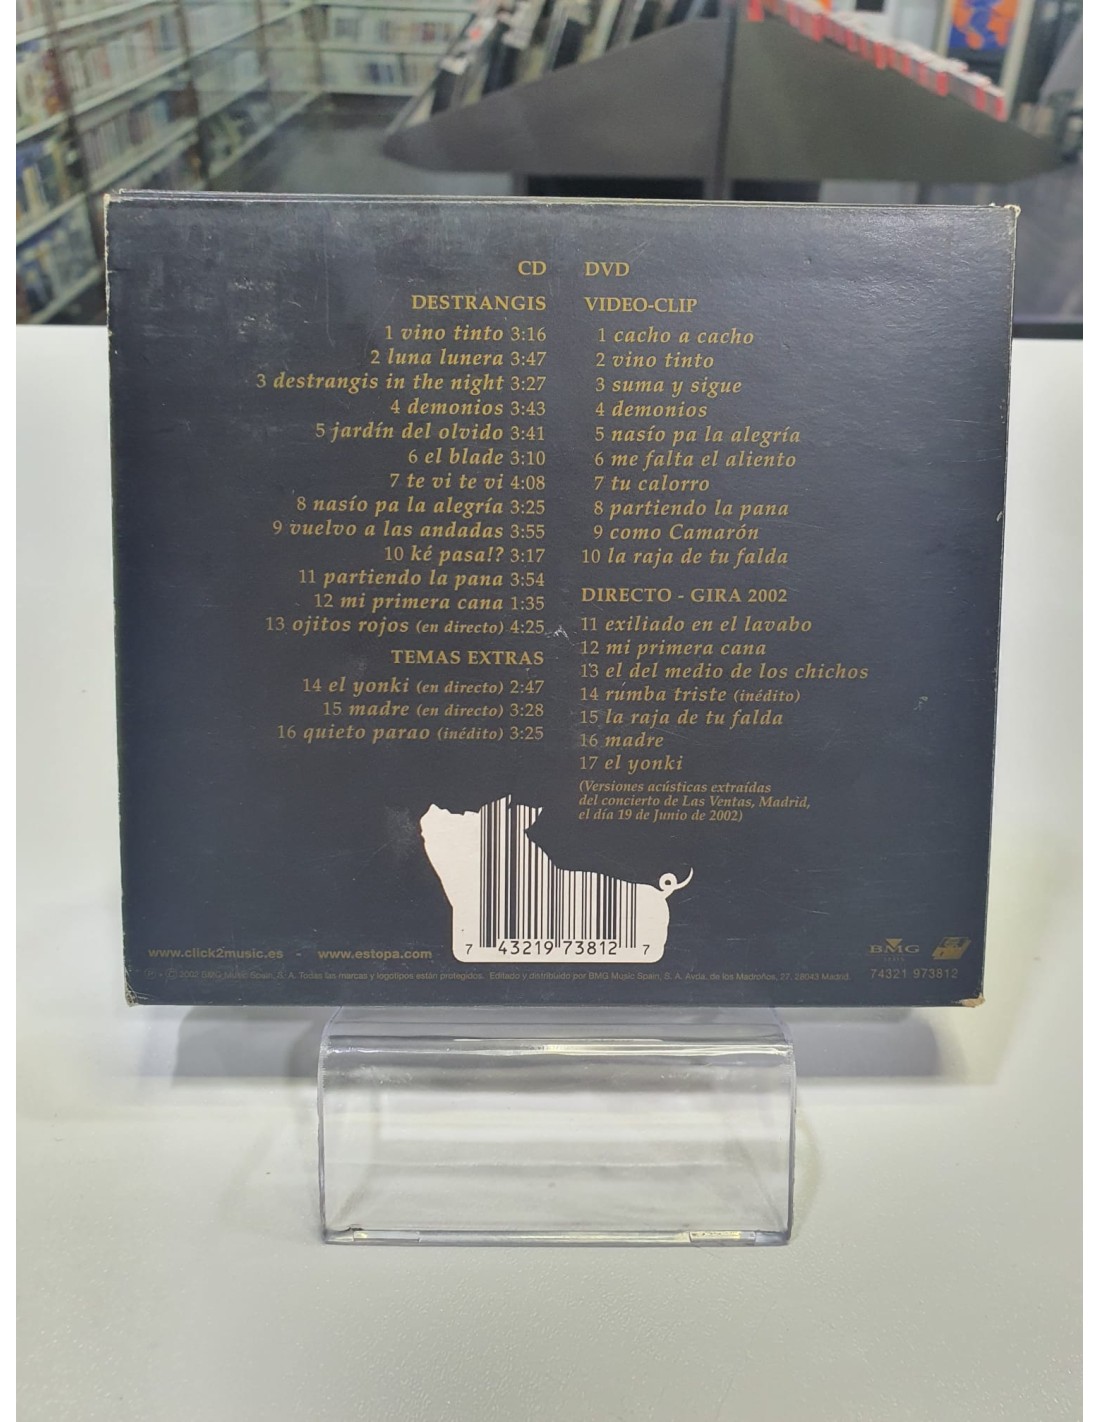 CD
DESTRANGIS
1 vino tinto 3:16
2 luna lunera 3:47
3 destrangis in the night 3:27
4 demonios 3:43
5 jardín del olvido 3:41
6 el blade 3:10
7 te vi te vi 4:08
8 nasío pa la alegría 3:25
9 vuelvo a las andadas 3:55
10 ké pasa!? 3:17
11 partiendo la pana 3:54
12 mi primera cana 1:35
13 ojitos rojos (en directo) 4:25
TEMAS EXTRAS
14 el yonki (en directo) 2:47
15 madre (en directo) 3:28
16 quieto parao (inédito) 3:25
DVD
VIDEO-CLIP
1 cacho a cacho
2 vino tinto
3 suma y sigue
4 demonios
5 nasío pa la alegría
6 me falta el aliento
7 tu calorro
8 partiendo la pana
9 como Camarón
10 la raja de tu falda
DIRECTO - GIRA 2002
11 exiliado en el lavabo
12 mi primera cana
13 el del medio de los chichos
14 rumba triste (inédito)
15 la raja de tu falda
16 madre
17 el yonki
(Versiones acústicas extraídas
del concierto de Las Ventas, Madrid,
el día 19 de Junio de 2002)
7 43219 73812 7
www.click2music.es - www.estopa.com
BMG
℗ © 2002 BMG Music Spain, S. A. Todas las marcas y logotipos están protegidos. Editado y distribuido por BMG Music Spain, S. A. Avda. de los Madroños, 27. 28043 Madrid.
74321 973812